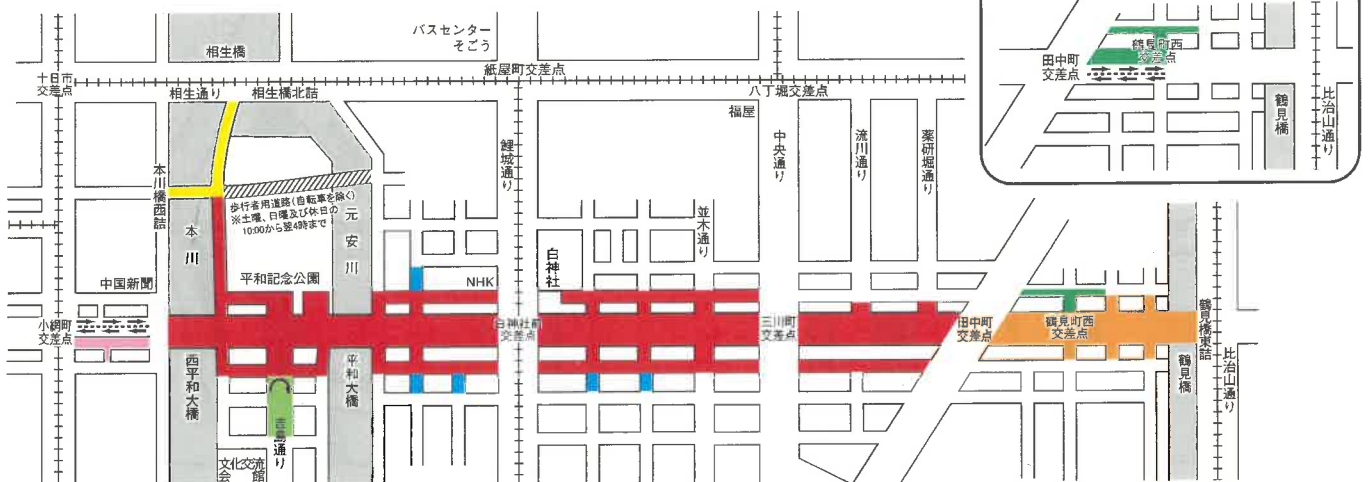 バスセンター
そごう
相生橋
紙屋町交差点
十日市
交差点
相生通り
相生橋北詰
八丁堀交差点
福屋
鯉城通り
中央通り
流川通り
薬研堀通り
本川橋西詰
歩行者用道路(自転車を除く)
※土曜、日曜及び休日の
10:00から翌4時まで
本川
元安川
並木通り
白神社
中国新聞
平和記念公園
NHK
小網町
交差点
白神社前
交差点
三川町
交差点
田中町
交差点
鶴見町西
交差点
鶴見橋東詰
西平和大橋
平和大橋
鶴見橋
比治山通り
通り
文化交流
会館
鶴見町西
交差点
田中町
交差点
鶴見橋
比治山通り